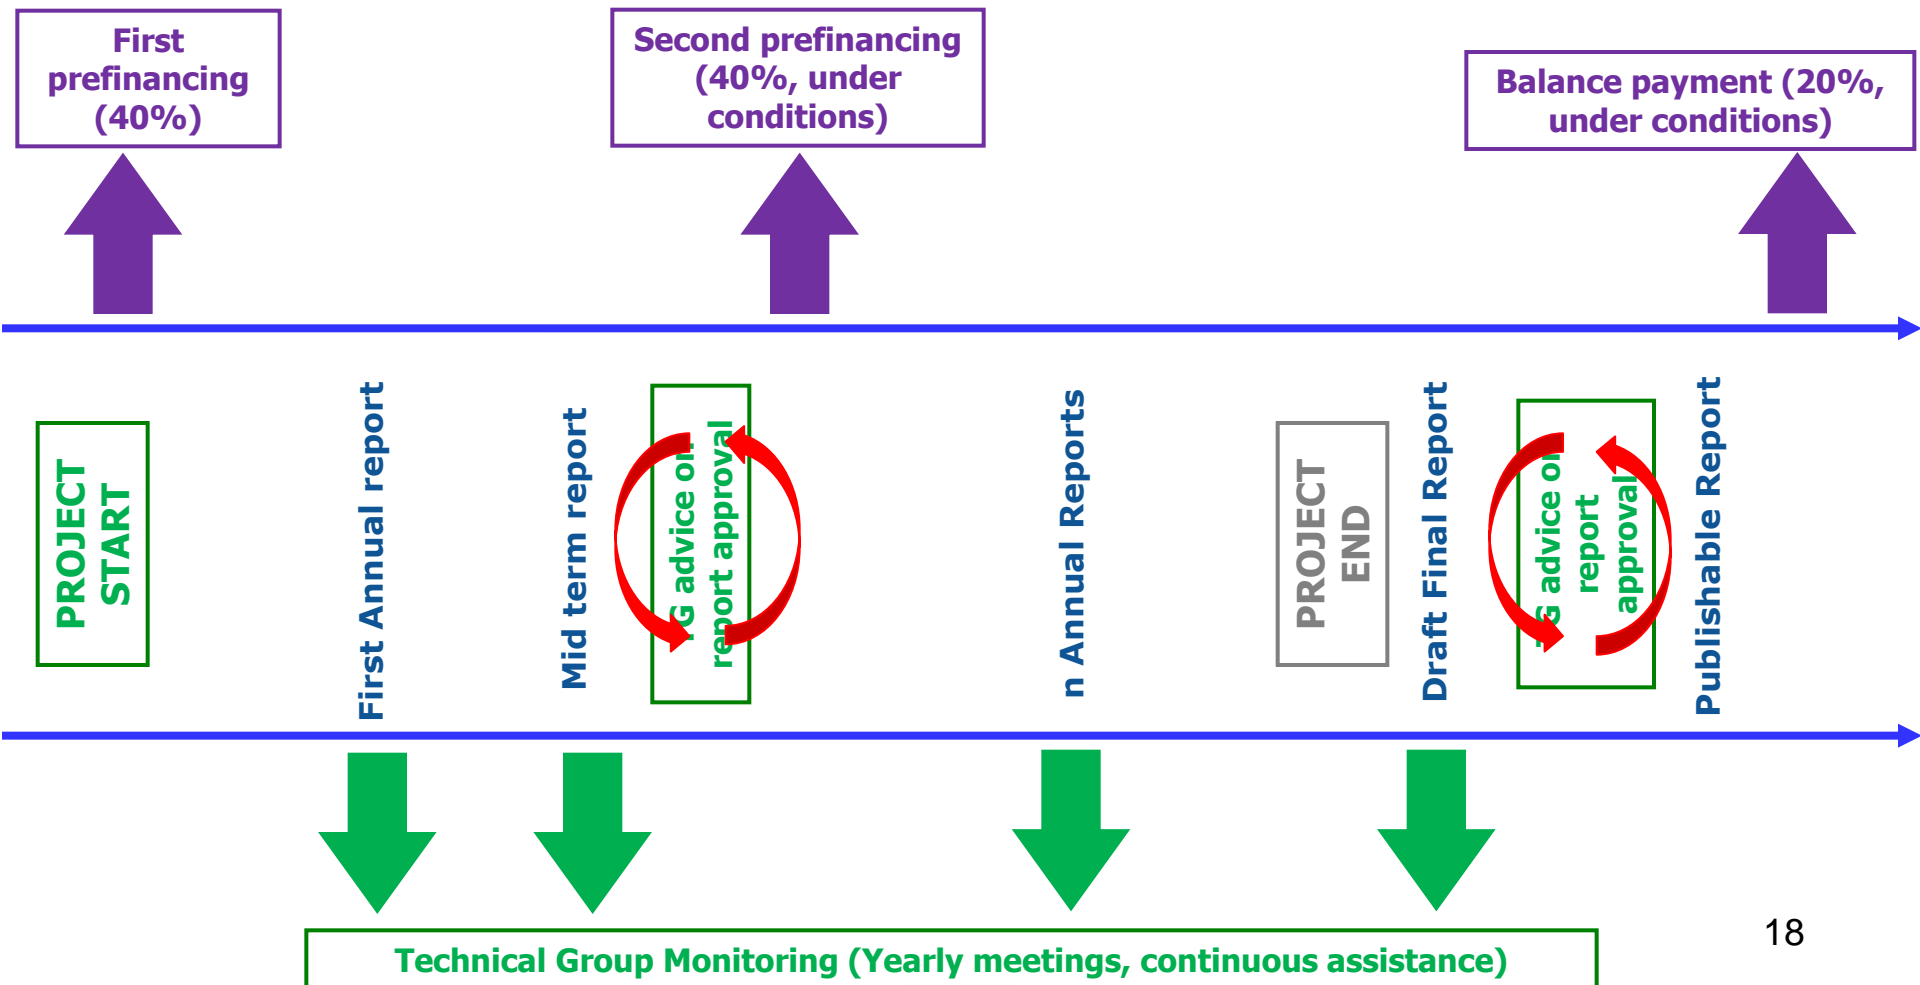 First
prefinancing
(40%)
Second prefinancing
(40%, under
conditions)
Balance payment (20%,
under conditions)
PROJECT
START
First Annual report
Mid term report
TG advice on
report approval
n Annual Reports
PROJECT
END
Draft Final Report
TG advice on
report
approval
Publishable Report
Technical Group Monitoring (Yearly meetings, continuous assistance)
18